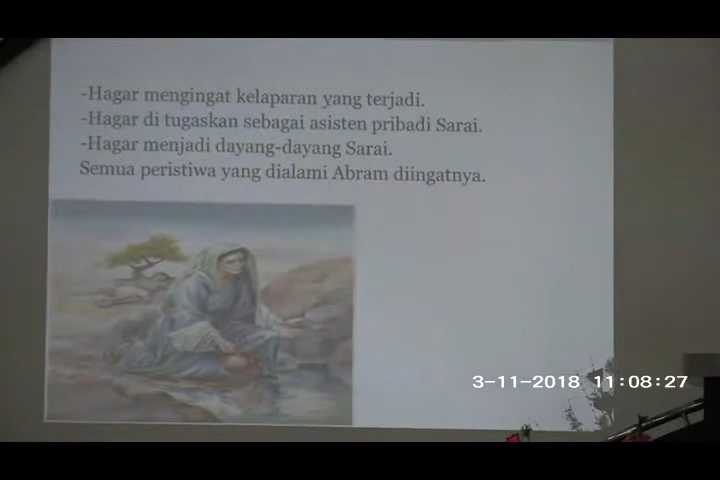 -Hagar mengingat kelaparan yang terjadi.
-Hagar di tugaskan sebagai asisten pribadi Sarai.
-Hagar menjadi dayang-dayang Sarai.
Semua peristiwa yang dialami Abram diingatnya.
3-11-2018 11:08:27